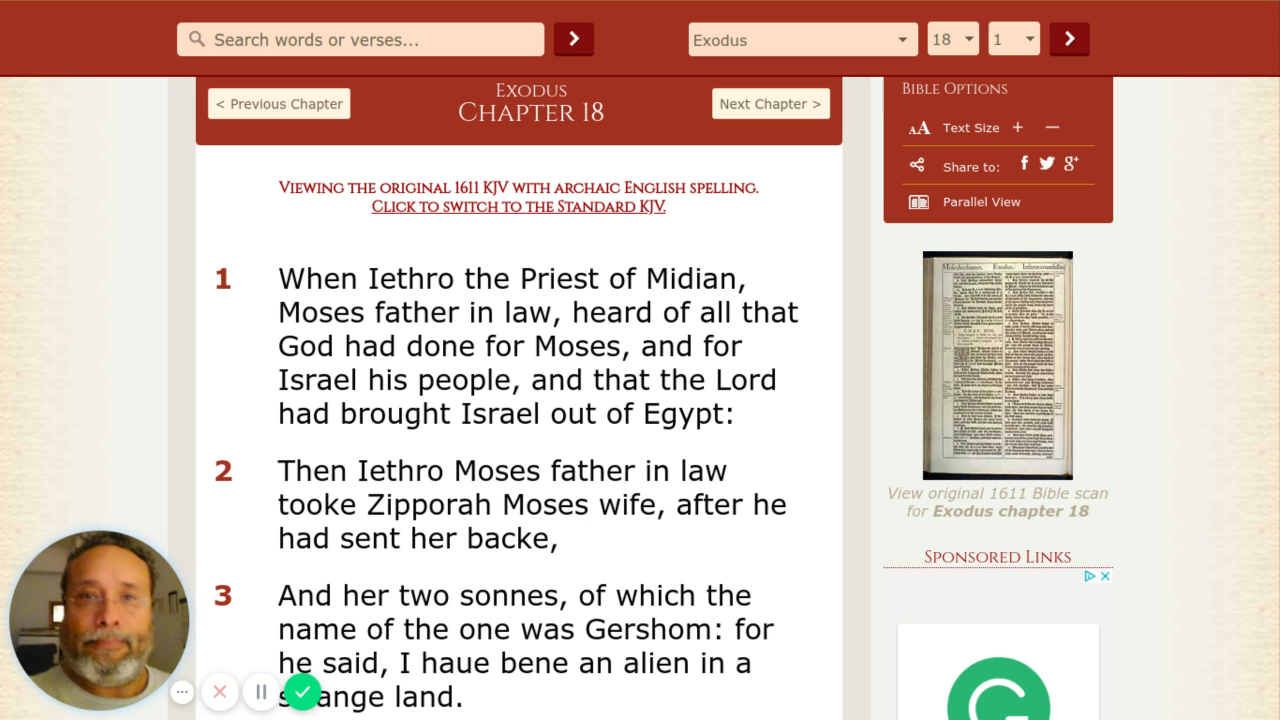 Search words or verses...
Exodus
18
1
< Previous Chapter
Exodus
Chapter 18
Next Chapter >
Viewing the original 1611 KJV with archaic English spelling.
Click to switch to the Standard KJV.
1 When Iethro the Priest of Midian,
Moses father in law, heard of all that
God had done for Moses, and for
Israel his people, and that the Lord
had brought Israel out of Egypt:
2 Then Iethro Moses father in law
tooke Zipporah Moses wife, after he
had sent her backe,
3 And her two sonnes, of which the
name of the one was Gershom: for
he said, I haue bene an alien in a
ange land.
Bible Options
AA Text Size + —
Share to: f g+
Parallel View
View original 1611 Bible scan
for Exodus chapter 18
Sponsored Links